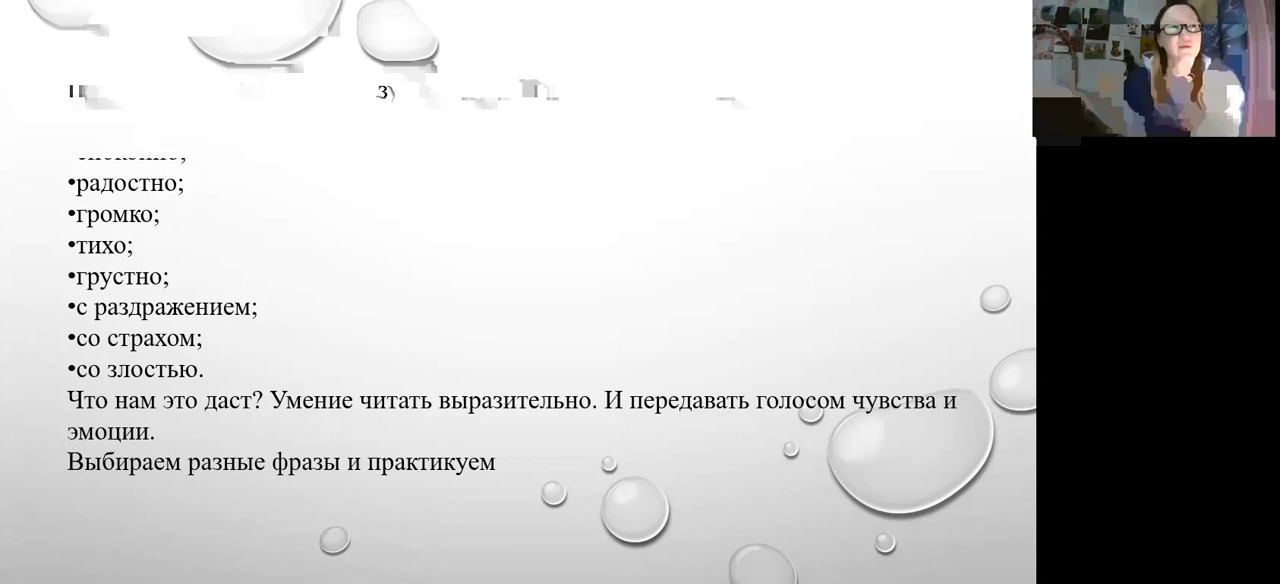 •радостно;
•громко;
•тихо;
•грустно;
•с раздражением;
•со страхом;
•со злостью.
Что нам это даст? Умение читать выразительно. И передавать голосом чувства и
эмоции.
Выбираем разные фразы и практикуем